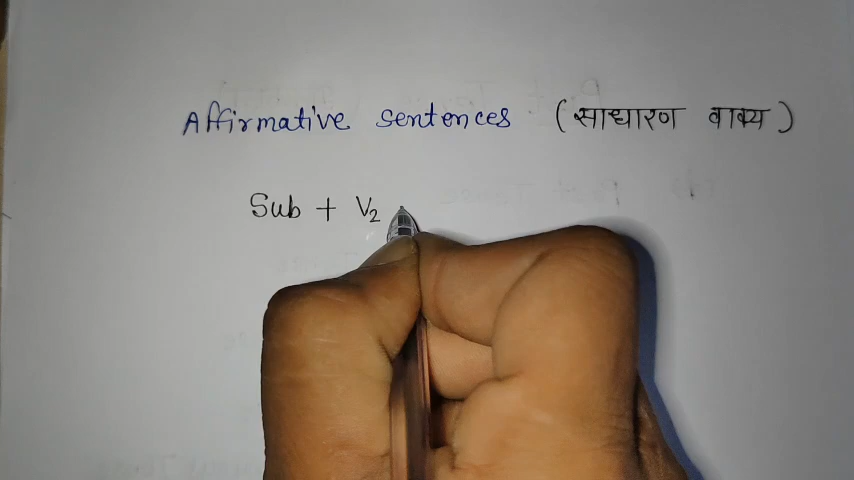 Affirmative sentences (साधारण वाक्य)
Sub + V₂